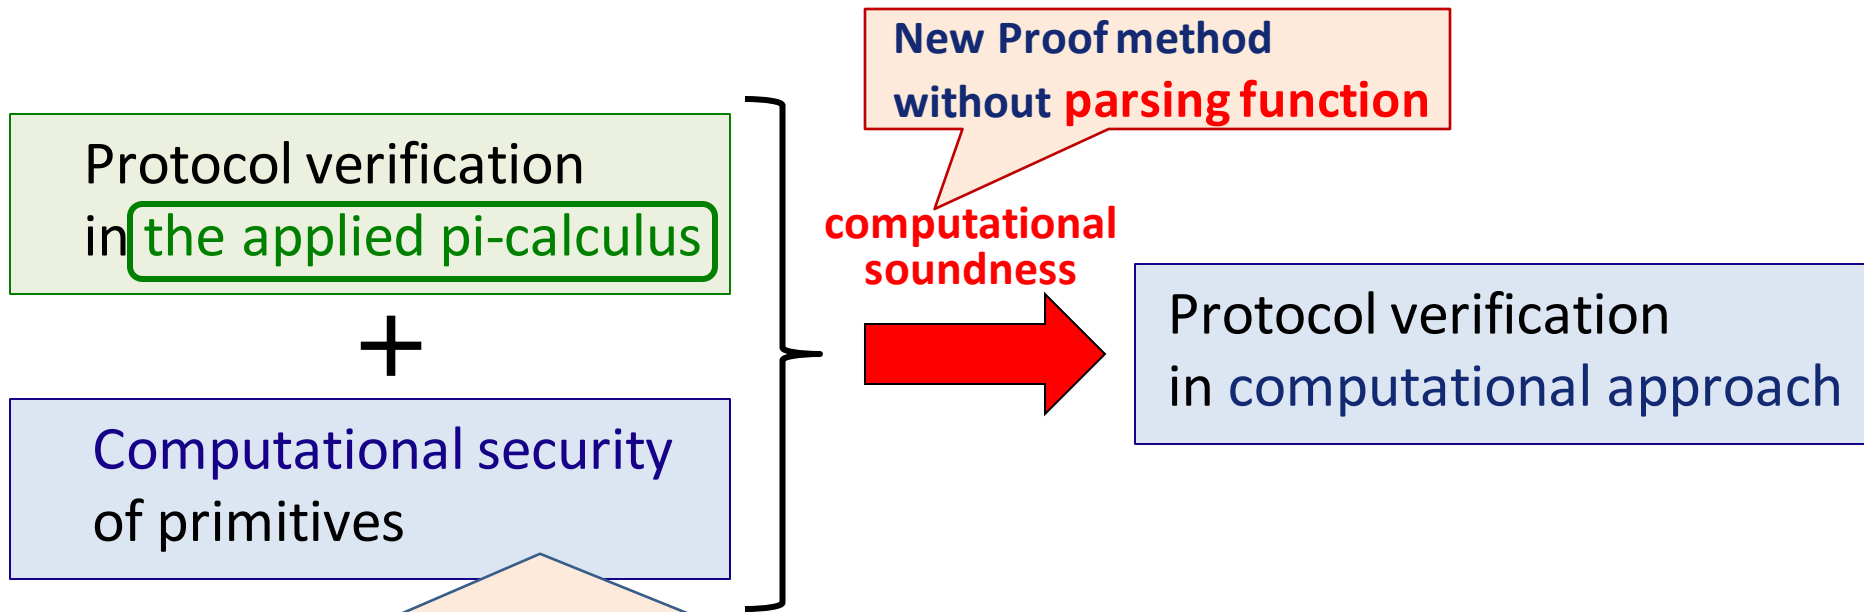 New Proof method
without parsing function
Protocol verification
in the applied pi-calculus
+
Computational security
of primitives
computational
soundness
Protocol verification
in computational approach